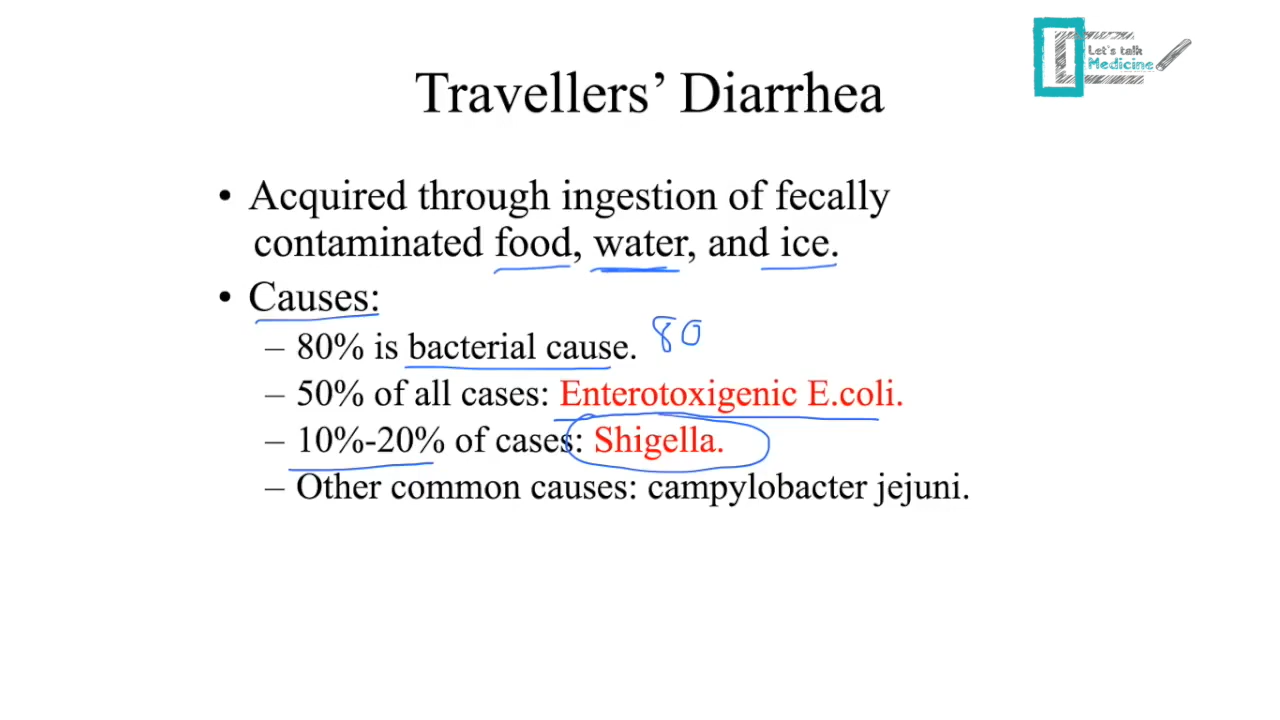 Let's talk
Medicine
Travellers' Diarrhea
• Acquired through ingestion of fecally
contaminated food, water, and ice.
• Causes:
– 80% is bacterial cause. 80
– 50% of all cases: Enterotoxigenic E.coli.
– 10%-20% of cases: Shigella.
– Other common causes: campylobacter jejuni.